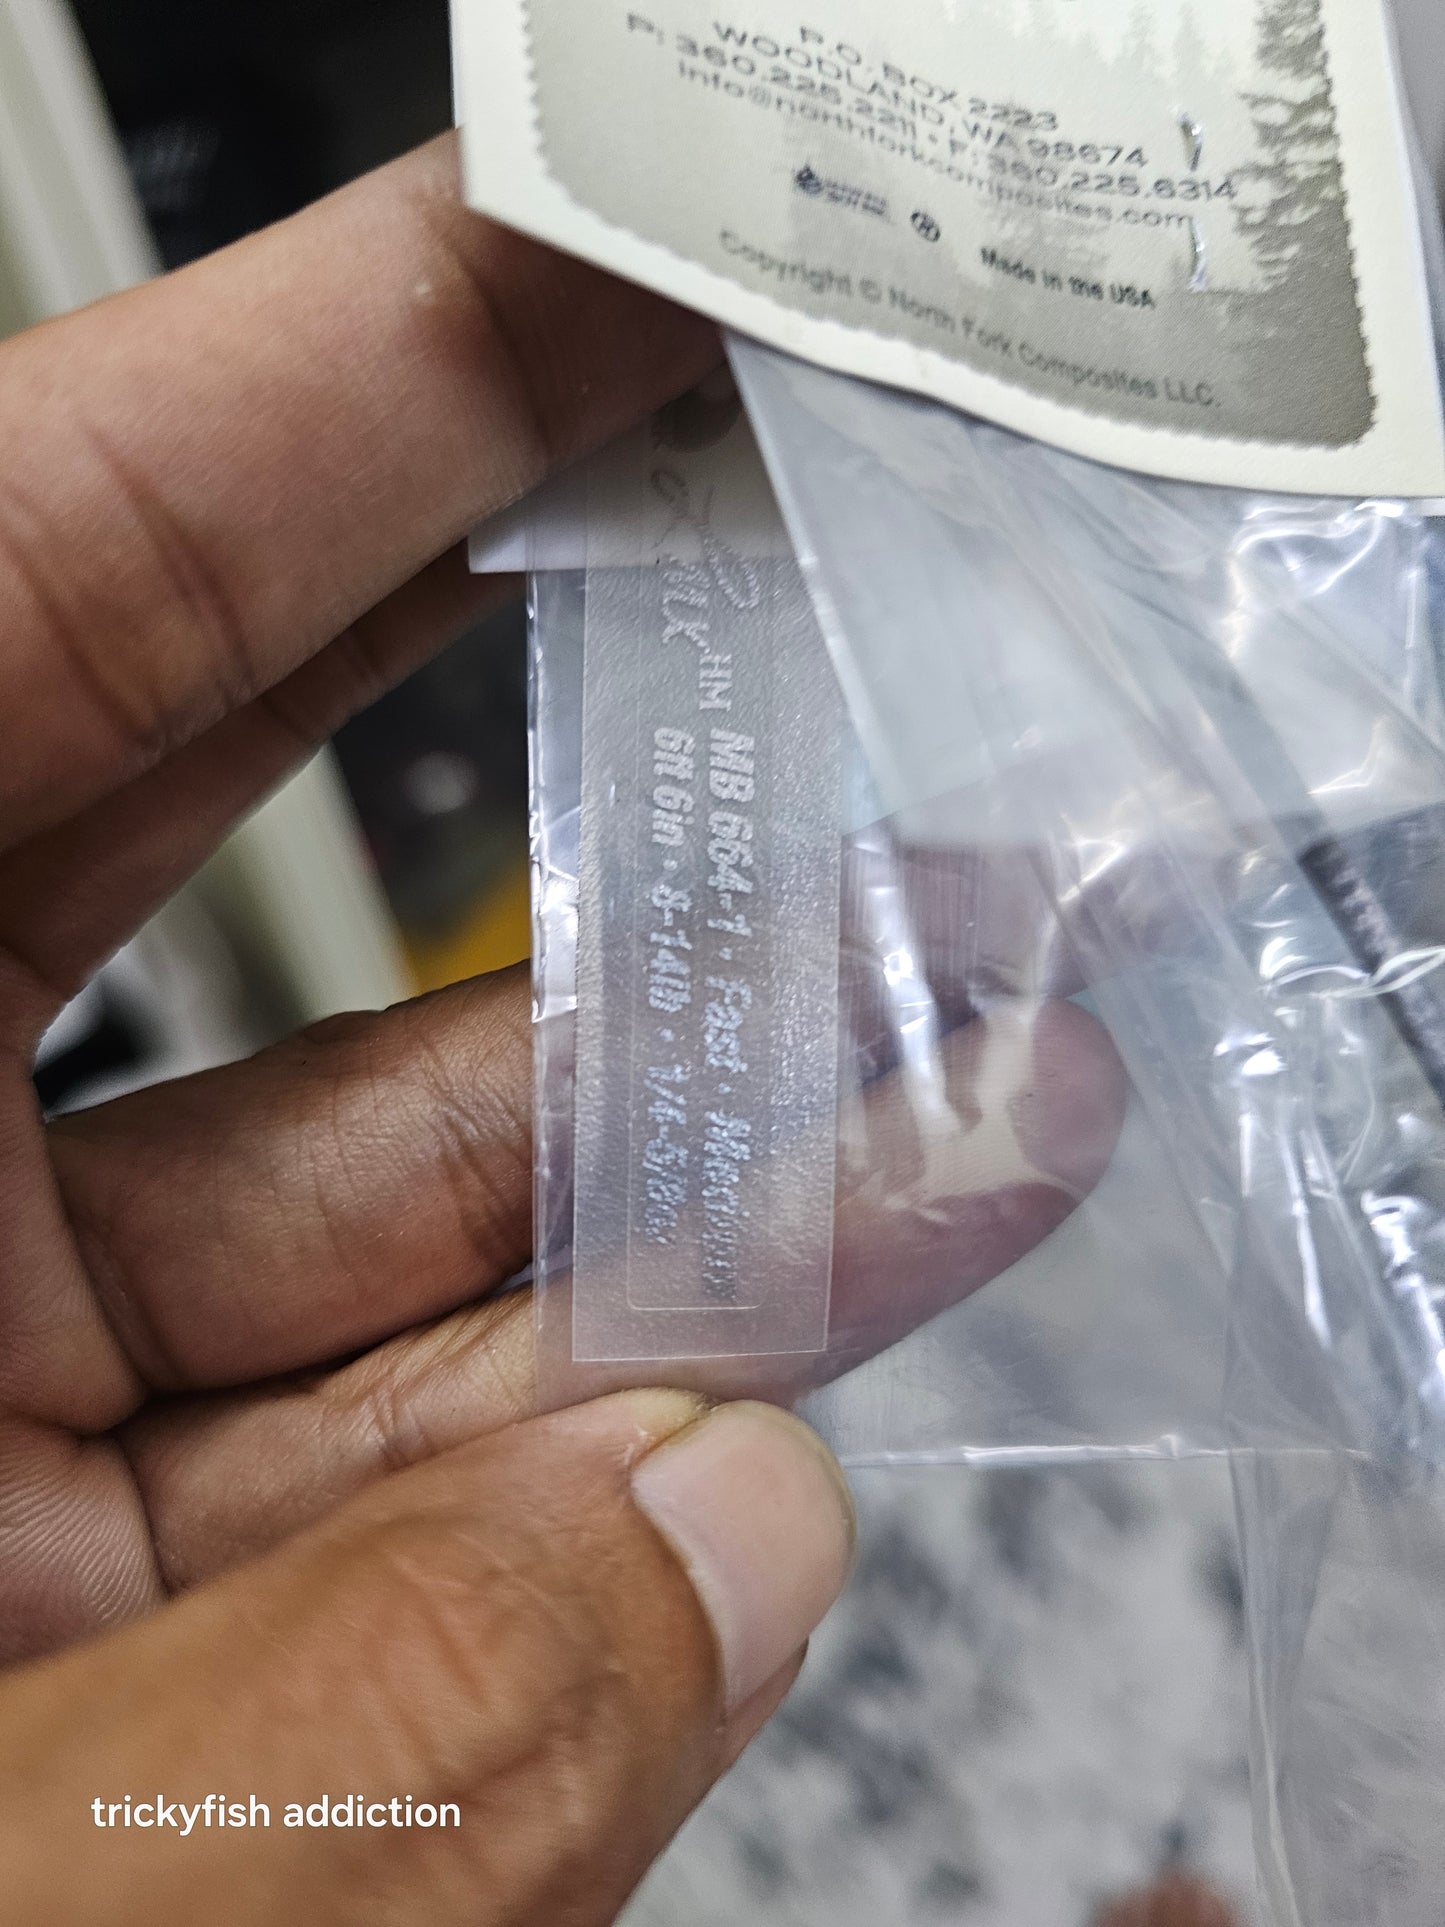 P.O. BOX 2223
WOODLAND, WA 98674
P: 360.225.2211 • F: 360.225.6314
info@northforkcomposites.com
Made in the USA
Copyright © North Fork Composites LLC.
HM MB 664-1 • Fast •
6ft 6in • 8-14lb • 1/4-5/8oz
trickyfish addiction